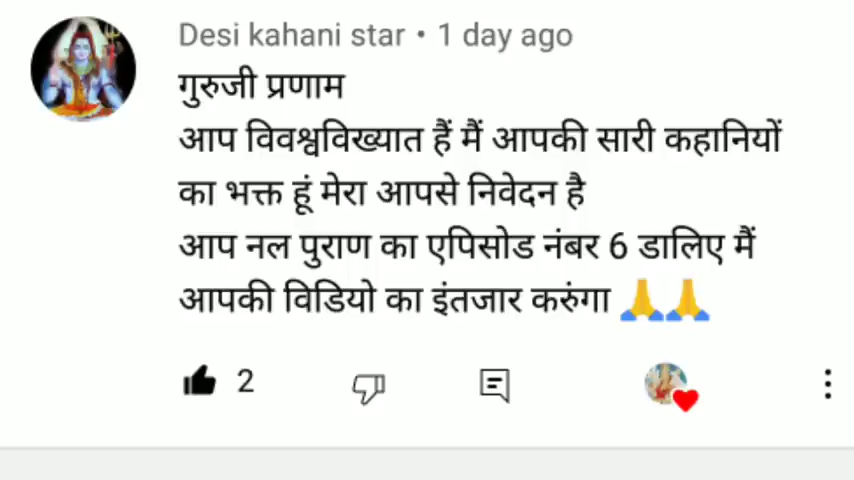 Desi kahani star • 1 day ago
गुरुजी प्रणाम
आप विवश्वविख्यात हैं मैं आपकी सारी कहानियों
का भक्त हूं मेरा आपसे निवेदन है
आप नल पुराण का एपिसोड नंबर 6 डालिए मैं
आपकी विडियो का इंतजार करुंगा 🙏🙏
2